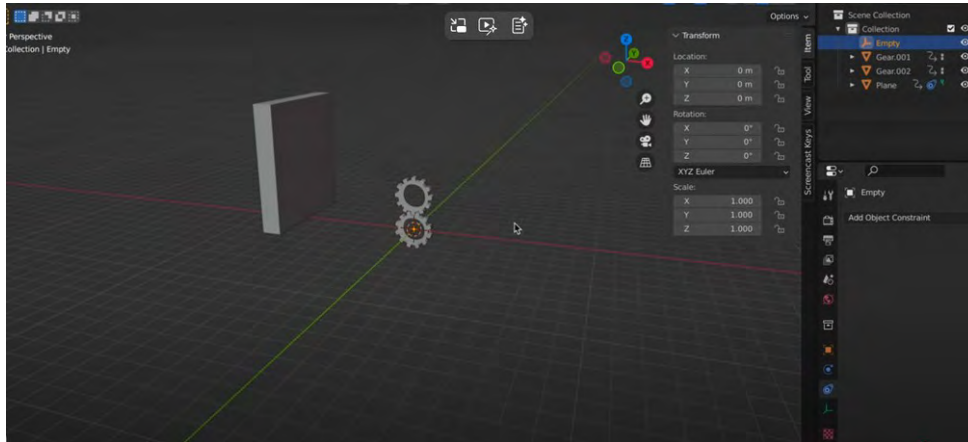 Options
Perspective
Collection | Empty
Transform
Location:
X 0 m
Y 0 m
Z 0 m
Rotation:
X 0°
Y 0°
Z 0°
XYZ Euler
Scale:
X 1.000
Y 1.000
Z 1.000
Z
Y
X
Item
Tool
View
Screencast Keys
Scene Collection
Collection
Empty
Gear.001
Gear.002
Plane
Empty
Add Object Constraint